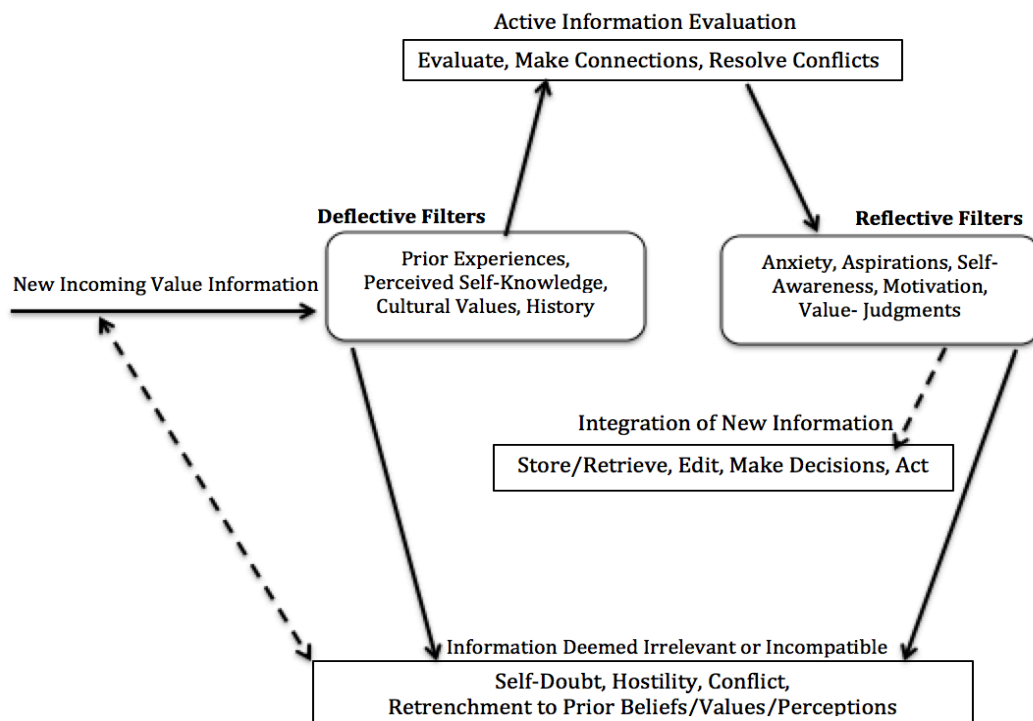 Active Information Evaluation
Evaluate, Make Connections, Resolve Conflicts
Deflective Filters
Prior Experiences,
Perceived Self-Knowledge,
Cultural Values, History
Reflective Filters
Anxiety, Aspirations, Self-
Awareness, Motivation,
Value- Judgments
New Incoming Value Information
Integration of New Information
Store/Retrieve, Edit, Make Decisions, Act
Information Deemed Irrelevant or Incompatible
Self-Doubt, Hostility, Conflict,
Retrenchment to Prior Beliefs/Values/Perceptions